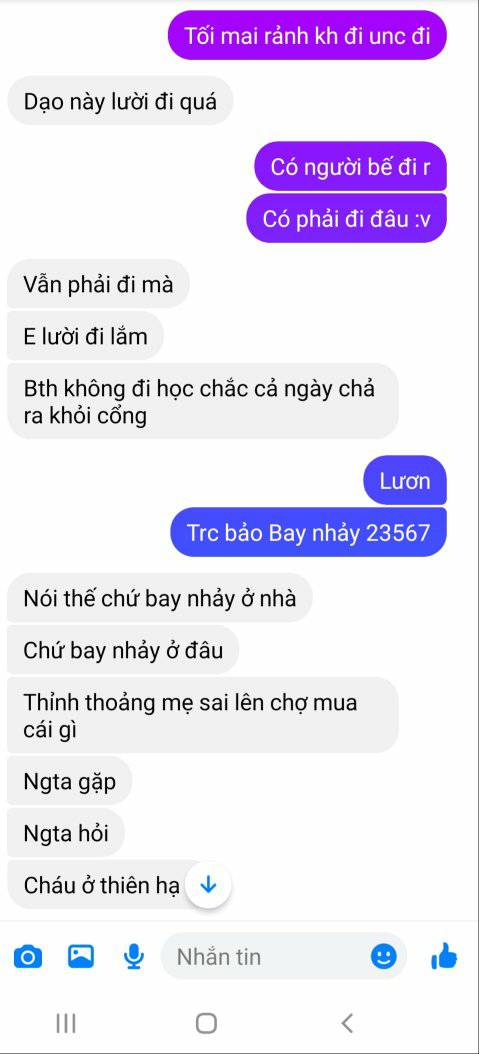 Tối mai rảnh kh đi unc đi
Dạo này lười đi quá
Có người bế đi r
Có phải đi đâu :v
Vẫn phải đi mà
E lười đi lắm
Bth không đi học chắc cả ngày chả
ra khỏi cổng
Lươn
Trc bảo Bay nhảy 23567
Nói thế chứ bay nhảy ở nhà
Chứ bay nhảy ở đâu
Thỉnh thoảng mẹ sai lên chợ mua
cái gì
Ngta gặp
Ngta hỏi
Cháu ở thiên hạ
Nhắn tin